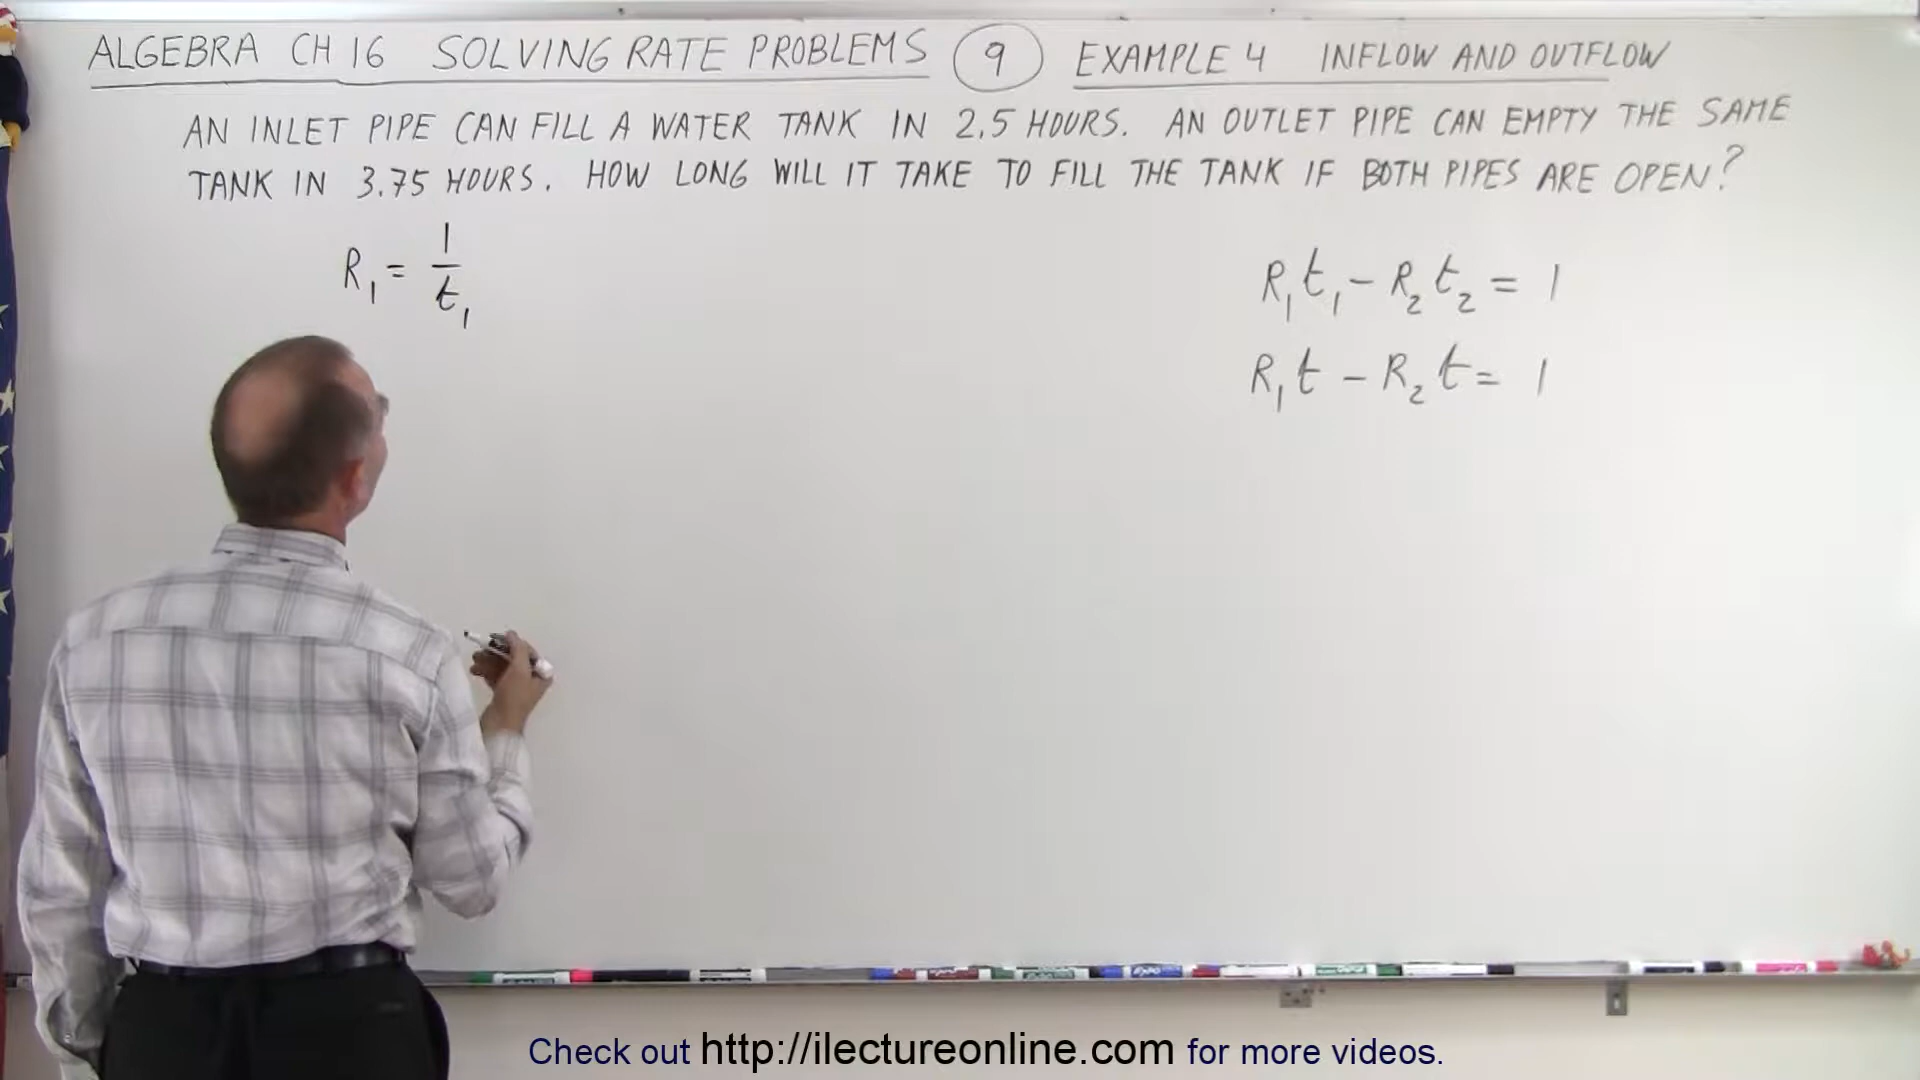 ALGEBRA CH 16 SOLVING RATE PROBLEMS 9 EXAMPLE 4 INFLOW AND OUTFLOW
AN INLET PIPE CAN FILL A WATER TANK IN 2.5 HOURS. AN OUTLET PIPE CAN EMPTY THE SAME
TANK IN 3.75 HOURS. HOW LONG WILL IT TAKE TO FILL THE TANK IF BOTH PIPES ARE OPEN?
R₁ = 1/t₁
R₁t₁ - R₂t₂ = 1
R₁t - R₂t = 1
Check out http://ilectureonline.com for more videos.